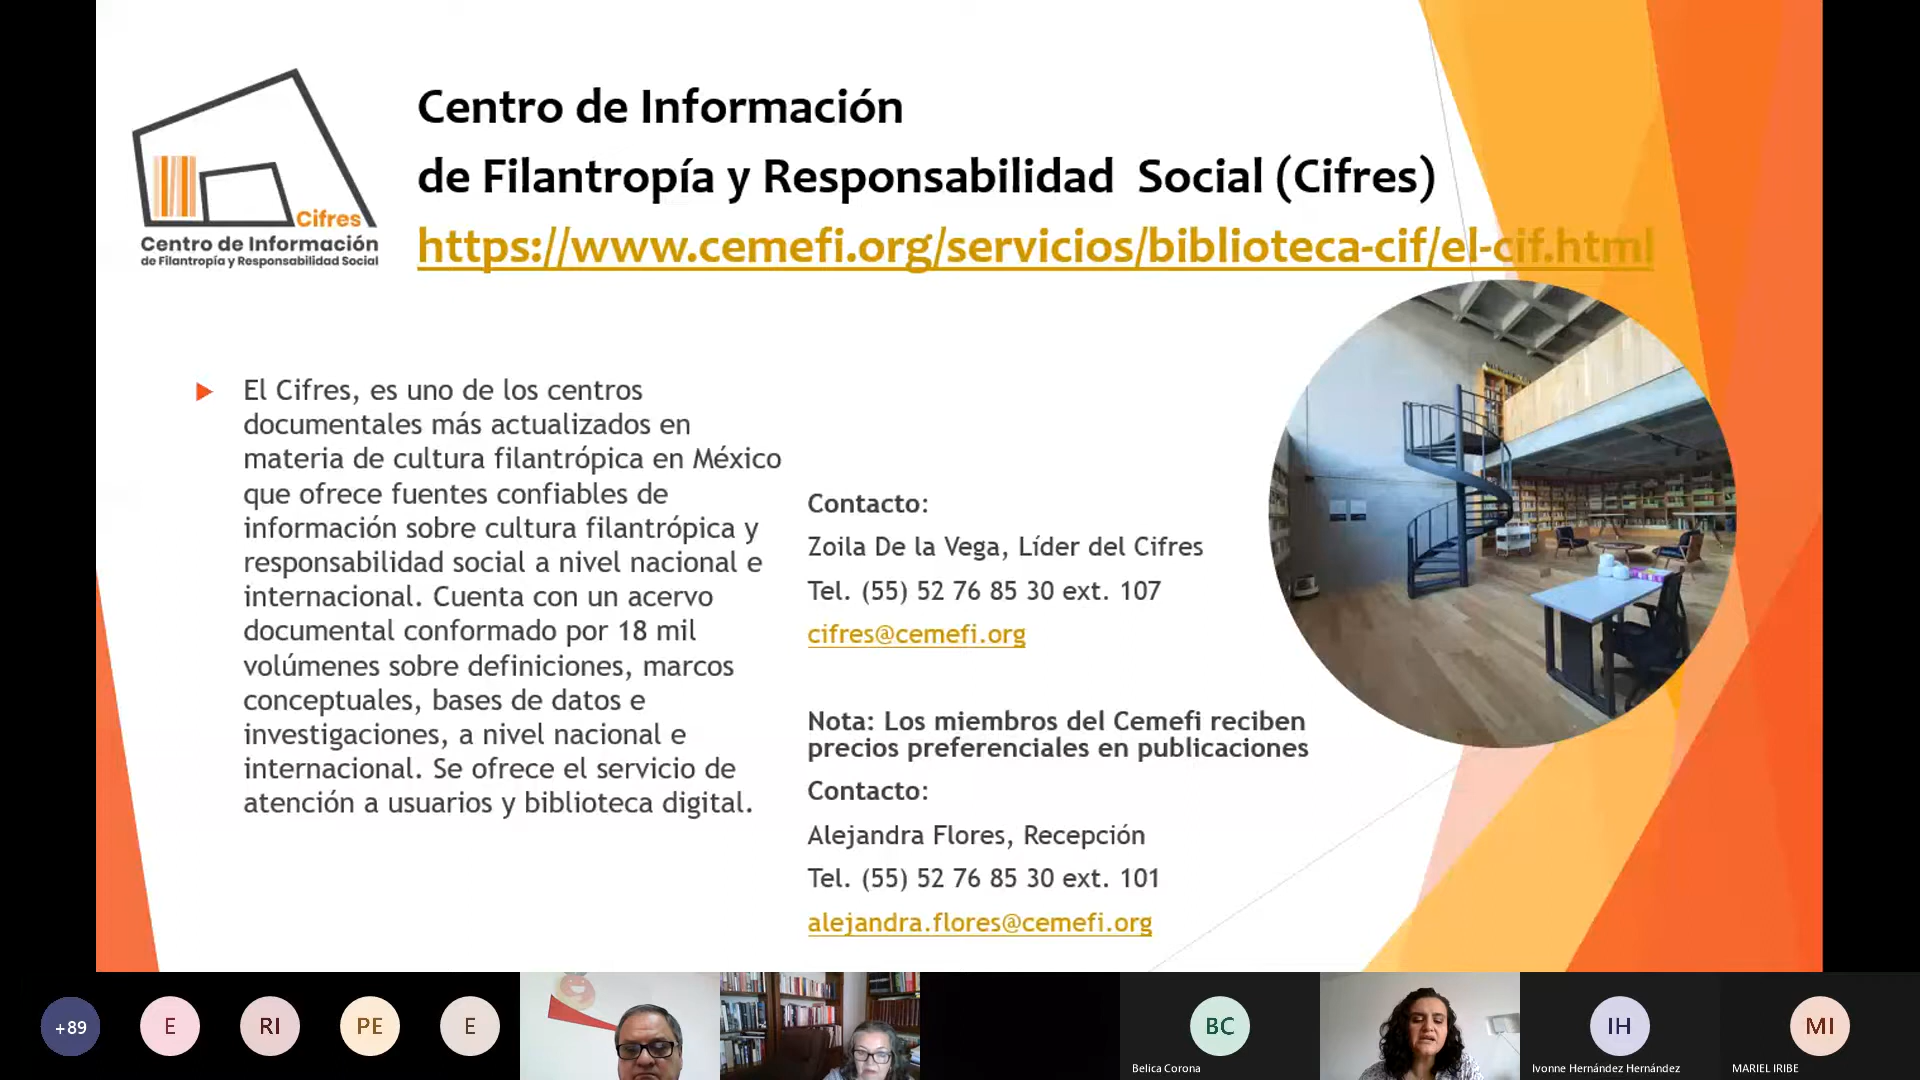 Centro de Información
de Filantropía y Responsabilidad Social (Cifres)
https://www.cemefi.org/servicios/biblioteca-cif/el-cif.html
Cifres
Centro de Información
de Filantropía y Responsabilidad Social
El Cifres, es uno de los centros
documentales más actualizados en
materia de cultura filantrópica en México
que ofrece fuentes confiables de
información sobre cultura filantrópica y
responsabilidad social a nivel nacional e
internacional. Cuenta con un acervo
documental conformado por 18 mil
volúmenes sobre definiciones, marcos
conceptuales, bases de datos e
investigaciones, a nivel nacional e
internacional. Se ofrece el servicio de
atención a usuarios y biblioteca digital.
Contacto:
Zoila De la Vega, Líder del Cifres
Tel. (55) 52 76 85 30 ext. 107
cifres@cemefi.org
Nota: Los miembros del Cemefi reciben
precios preferenciales en publicaciones
Contacto:
Alejandra Flores, Recepción
Tel. (55) 52 76 85 30 ext. 101
alejandra.flores@cemefi.org
+89
E
RI
PE
E
BC
Belica Corona
IH
Ivonne Hernández Hernández
MI
MARIEL IRIBE